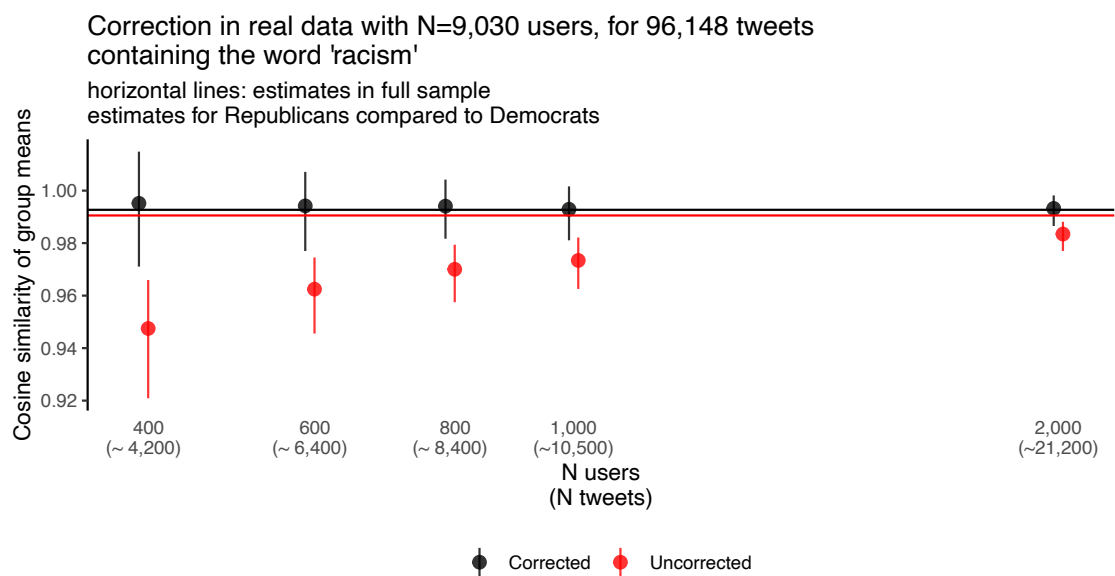 Correction in real data with N=9,030 users, for 96,148 tweets
containing the word 'racism'
horizontal lines: estimates in full sample
estimates for Republicans compared to Democrats
Cosine similarity of group means
1.00
0.98
0.96
0.94
0.92
400 600 800 1,000 2,000
(~ 4,200) (~ 6,400) (~ 8,400) (~10,500) (~21,200)
N users
(N tweets)
Corrected Uncorrected